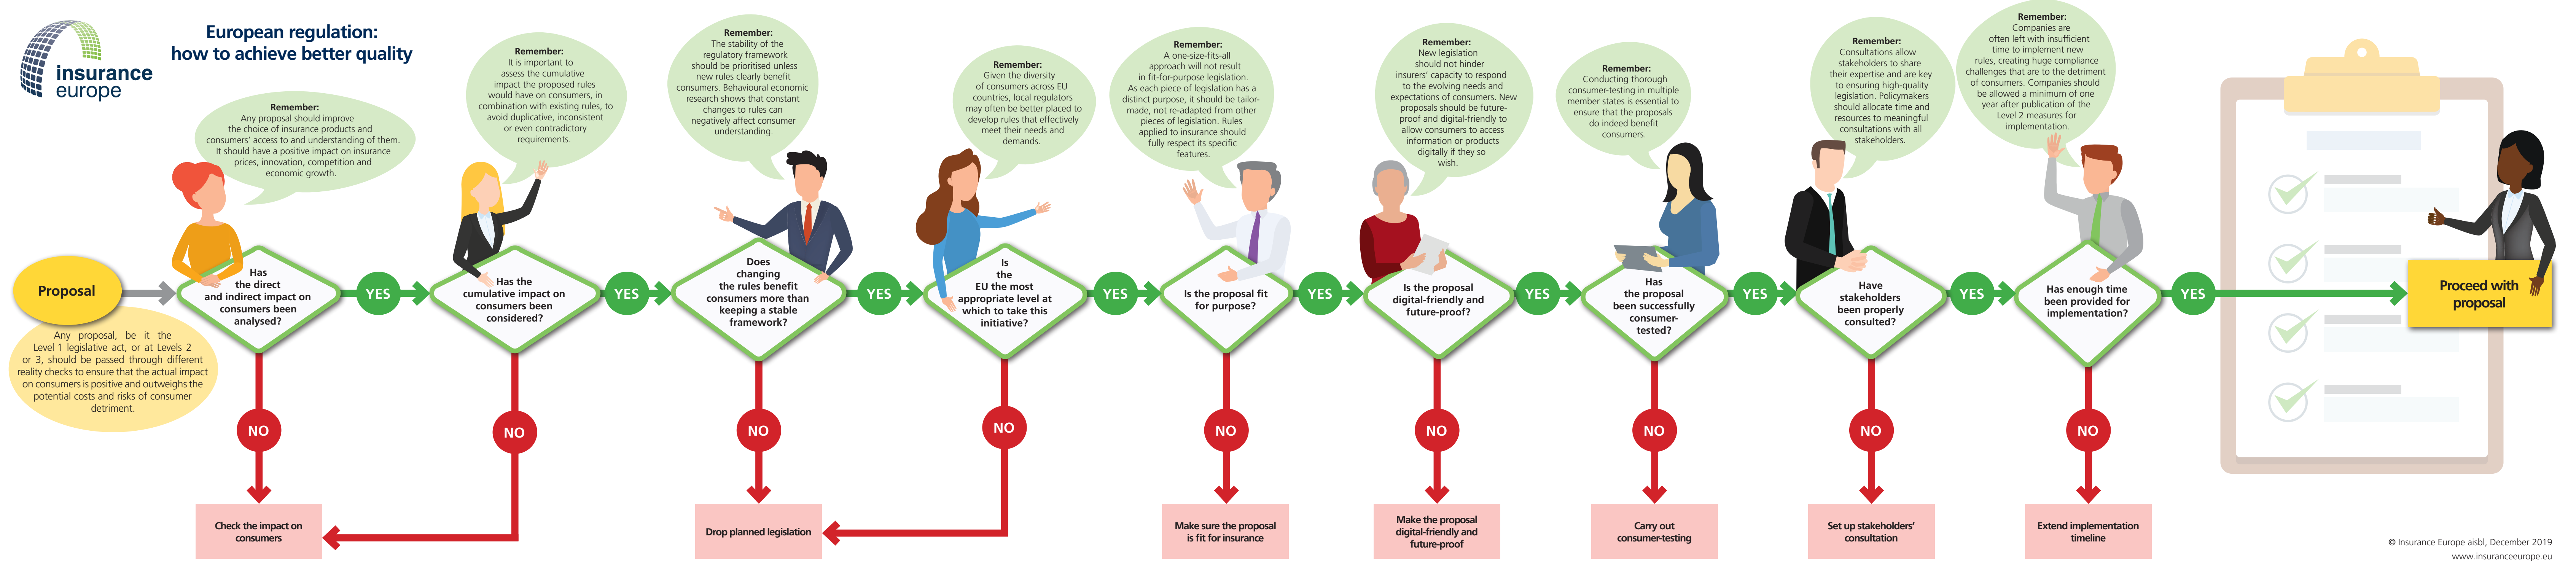 insurance
europe
European regulation:
how to achieve better quality
Remember:
Any proposal should improve
the choice of insurance products and
consumers' access to and understanding of them.
It should have a positive impact on insurance
prices, innovation, competition and
economic growth.
Remember:
It is important to
assess the cumulative
impact the proposed rules
would have on consumers, in
combination with existing rules, to
avoid duplicative, inconsistent
or even contradictory
requirements.
Remember:
The stability of the
regulatory framework
should be prioritised unless
new rules clearly benefit
consumers. Behavioural economic
research shows that constant
changes to rules can
negatively affect consumer
understanding.
Remember:
Given the diversity
of consumers across EU
countries, local regulators
may often be better placed to
develop rules that effectively
meet their needs and
demands.
Remember:
A one-size-fits-all
approach will not result
in fit-for-purpose legislation.
As each piece of legislation has a
distinct purpose, it should be tailor-
made, not re-adapted from other
pieces of legislation. Rules
applied to insurance should
fully respect its specific
features.
Remember:
New legislation
should not hinder
insurers' capacity to respond
to the evolving needs and
expectations of consumers. New
proposals should be future-
proof and digital-friendly to
allow consumers to access
information or products
digitally if they so
wish.
Remember:
Conducting thorough
consumer-testing in multiple
member states is essential to
ensure that the proposals
do indeed benefit
consumers.
Remember:
Consultations allow
stakeholders to share
their expertise and are key
to ensuring high-quality
legislation. Policymakers
should allocate time and
resources to meaningful
consultations with all
stakeholders.
Remember:
Companies are
often left with insufficient
time to implement new
rules, creating huge compliance
challenges that are to the detriment
of consumers. Companies should
be allowed a minimum of one
year after publication of the
Level 2 measures for
implementation.
Proposal
Any proposal, be it the
Level 1 legislative act, or at Levels 2
or 3, should be passed through different
reality checks to ensure that the actual impact
on consumers is positive and outweighs the
potential costs and risks of consumer
detriment.
Has
the direct
and indirect impact on
consumers been
analysed?
YES
Has the
cumulative impact on
consumers been
considered?
YES
Does
changing
the rules benefit
consumers more than
keeping a stable
framework?
YES
Is
the
EU the most
appropriate level at
which to take this
initiative?
YES
Is the proposal fit
for purpose?
YES
Is the proposal
digital-friendly and
future-proof?
YES
Has
the proposal
been successfully
consumer-
tested?
YES
Have
stakeholders
been properly
consulted?
YES
Has enough time
been provided for
implementation?
YES
Proceed with
proposal
NO
NO
NO
NO
NO
NO
NO
NO
NO
Check the impact on
consumers
Drop planned legislation
Make sure the proposal
is fit for insurance
Make the proposal
digital-friendly and
future-proof
Carry out
consumer-testing
Set up stakeholders'
consultation
Extend implementation
timeline
© Insurance Europe aisbl, December 2019
www.insuranceeurope.eu